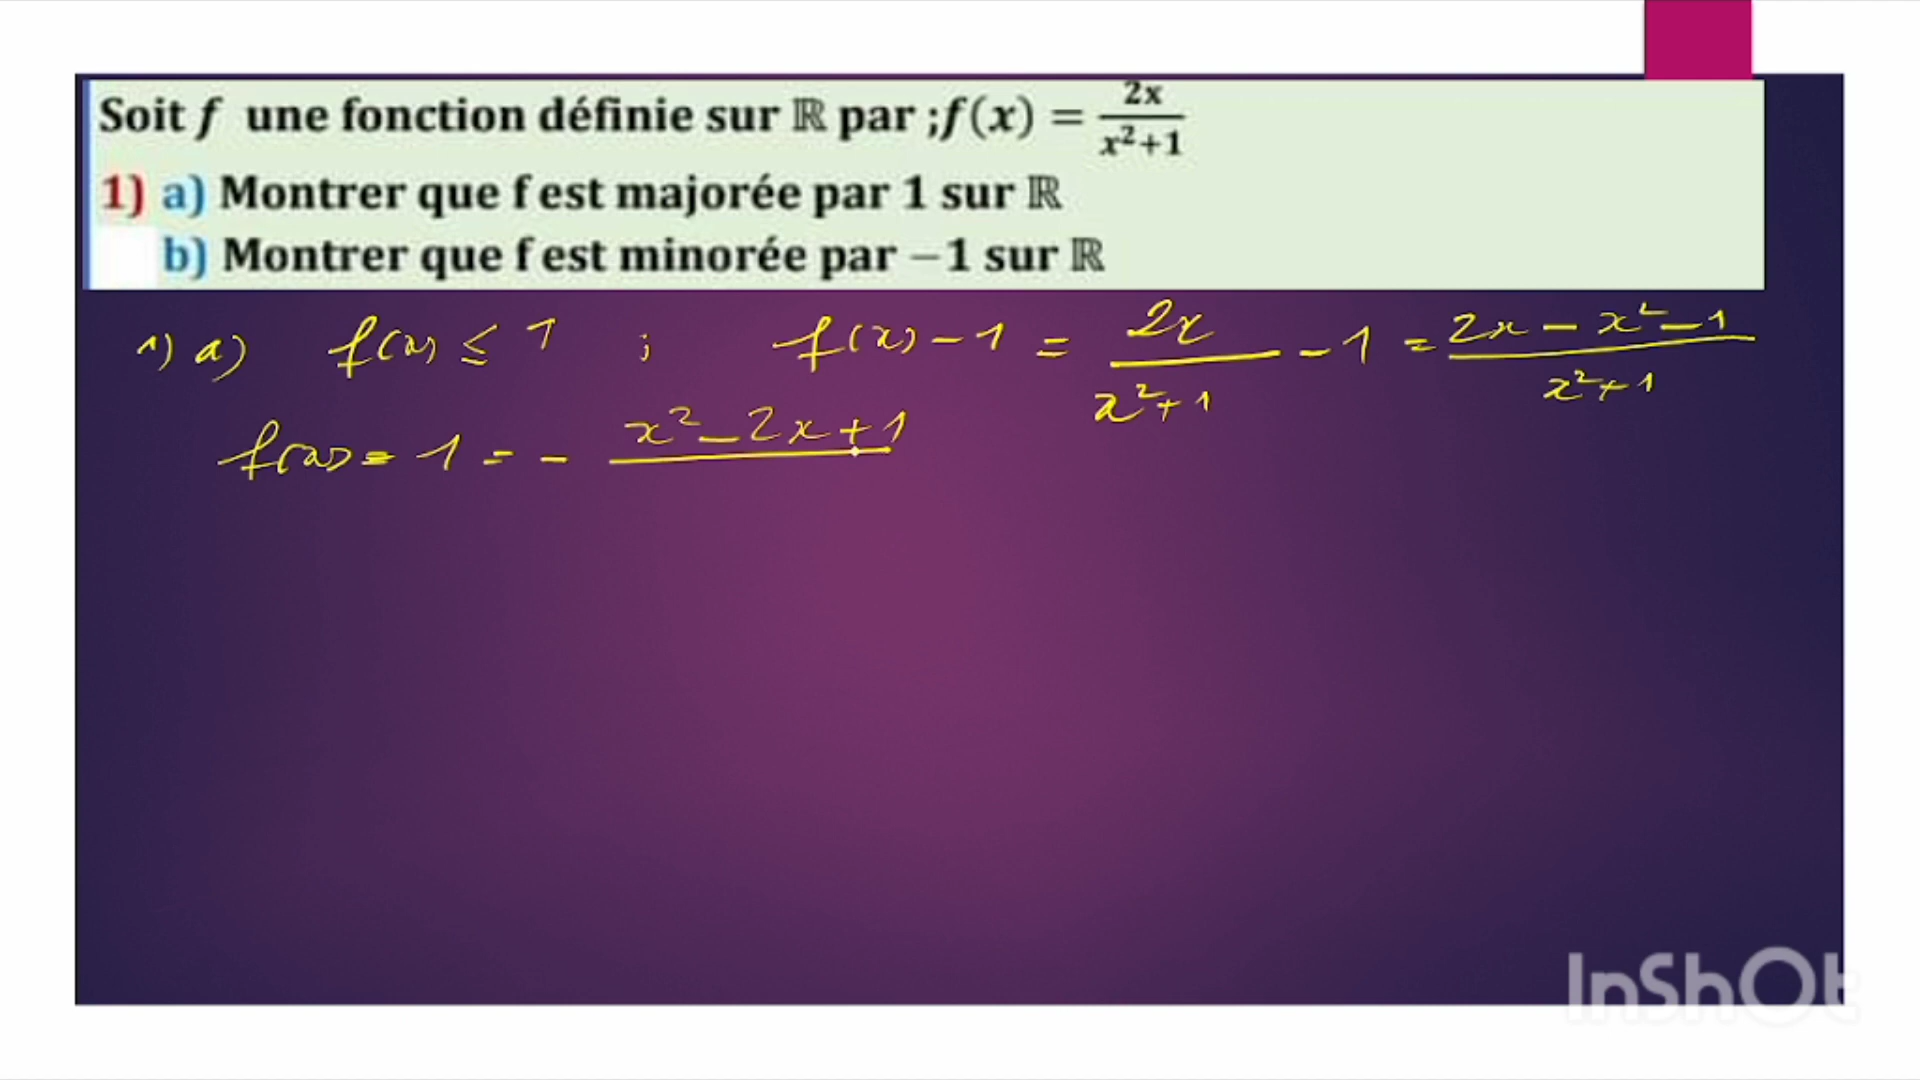 Soit f une fonction définie sur ℝ par ;f(x) = 2x/x²+1
1) a) Montrer que f est majorée par 1 sur ℝ
b) Montrer que f est minorée par −1 sur ℝ
1) a) f(x) ≤ 1 ; f(x) - 1 = 2x/x²+1 - 1 = 2x - x² - 1/x²+1
f(x) - 1 = - x² - 2x + 1
InShOt